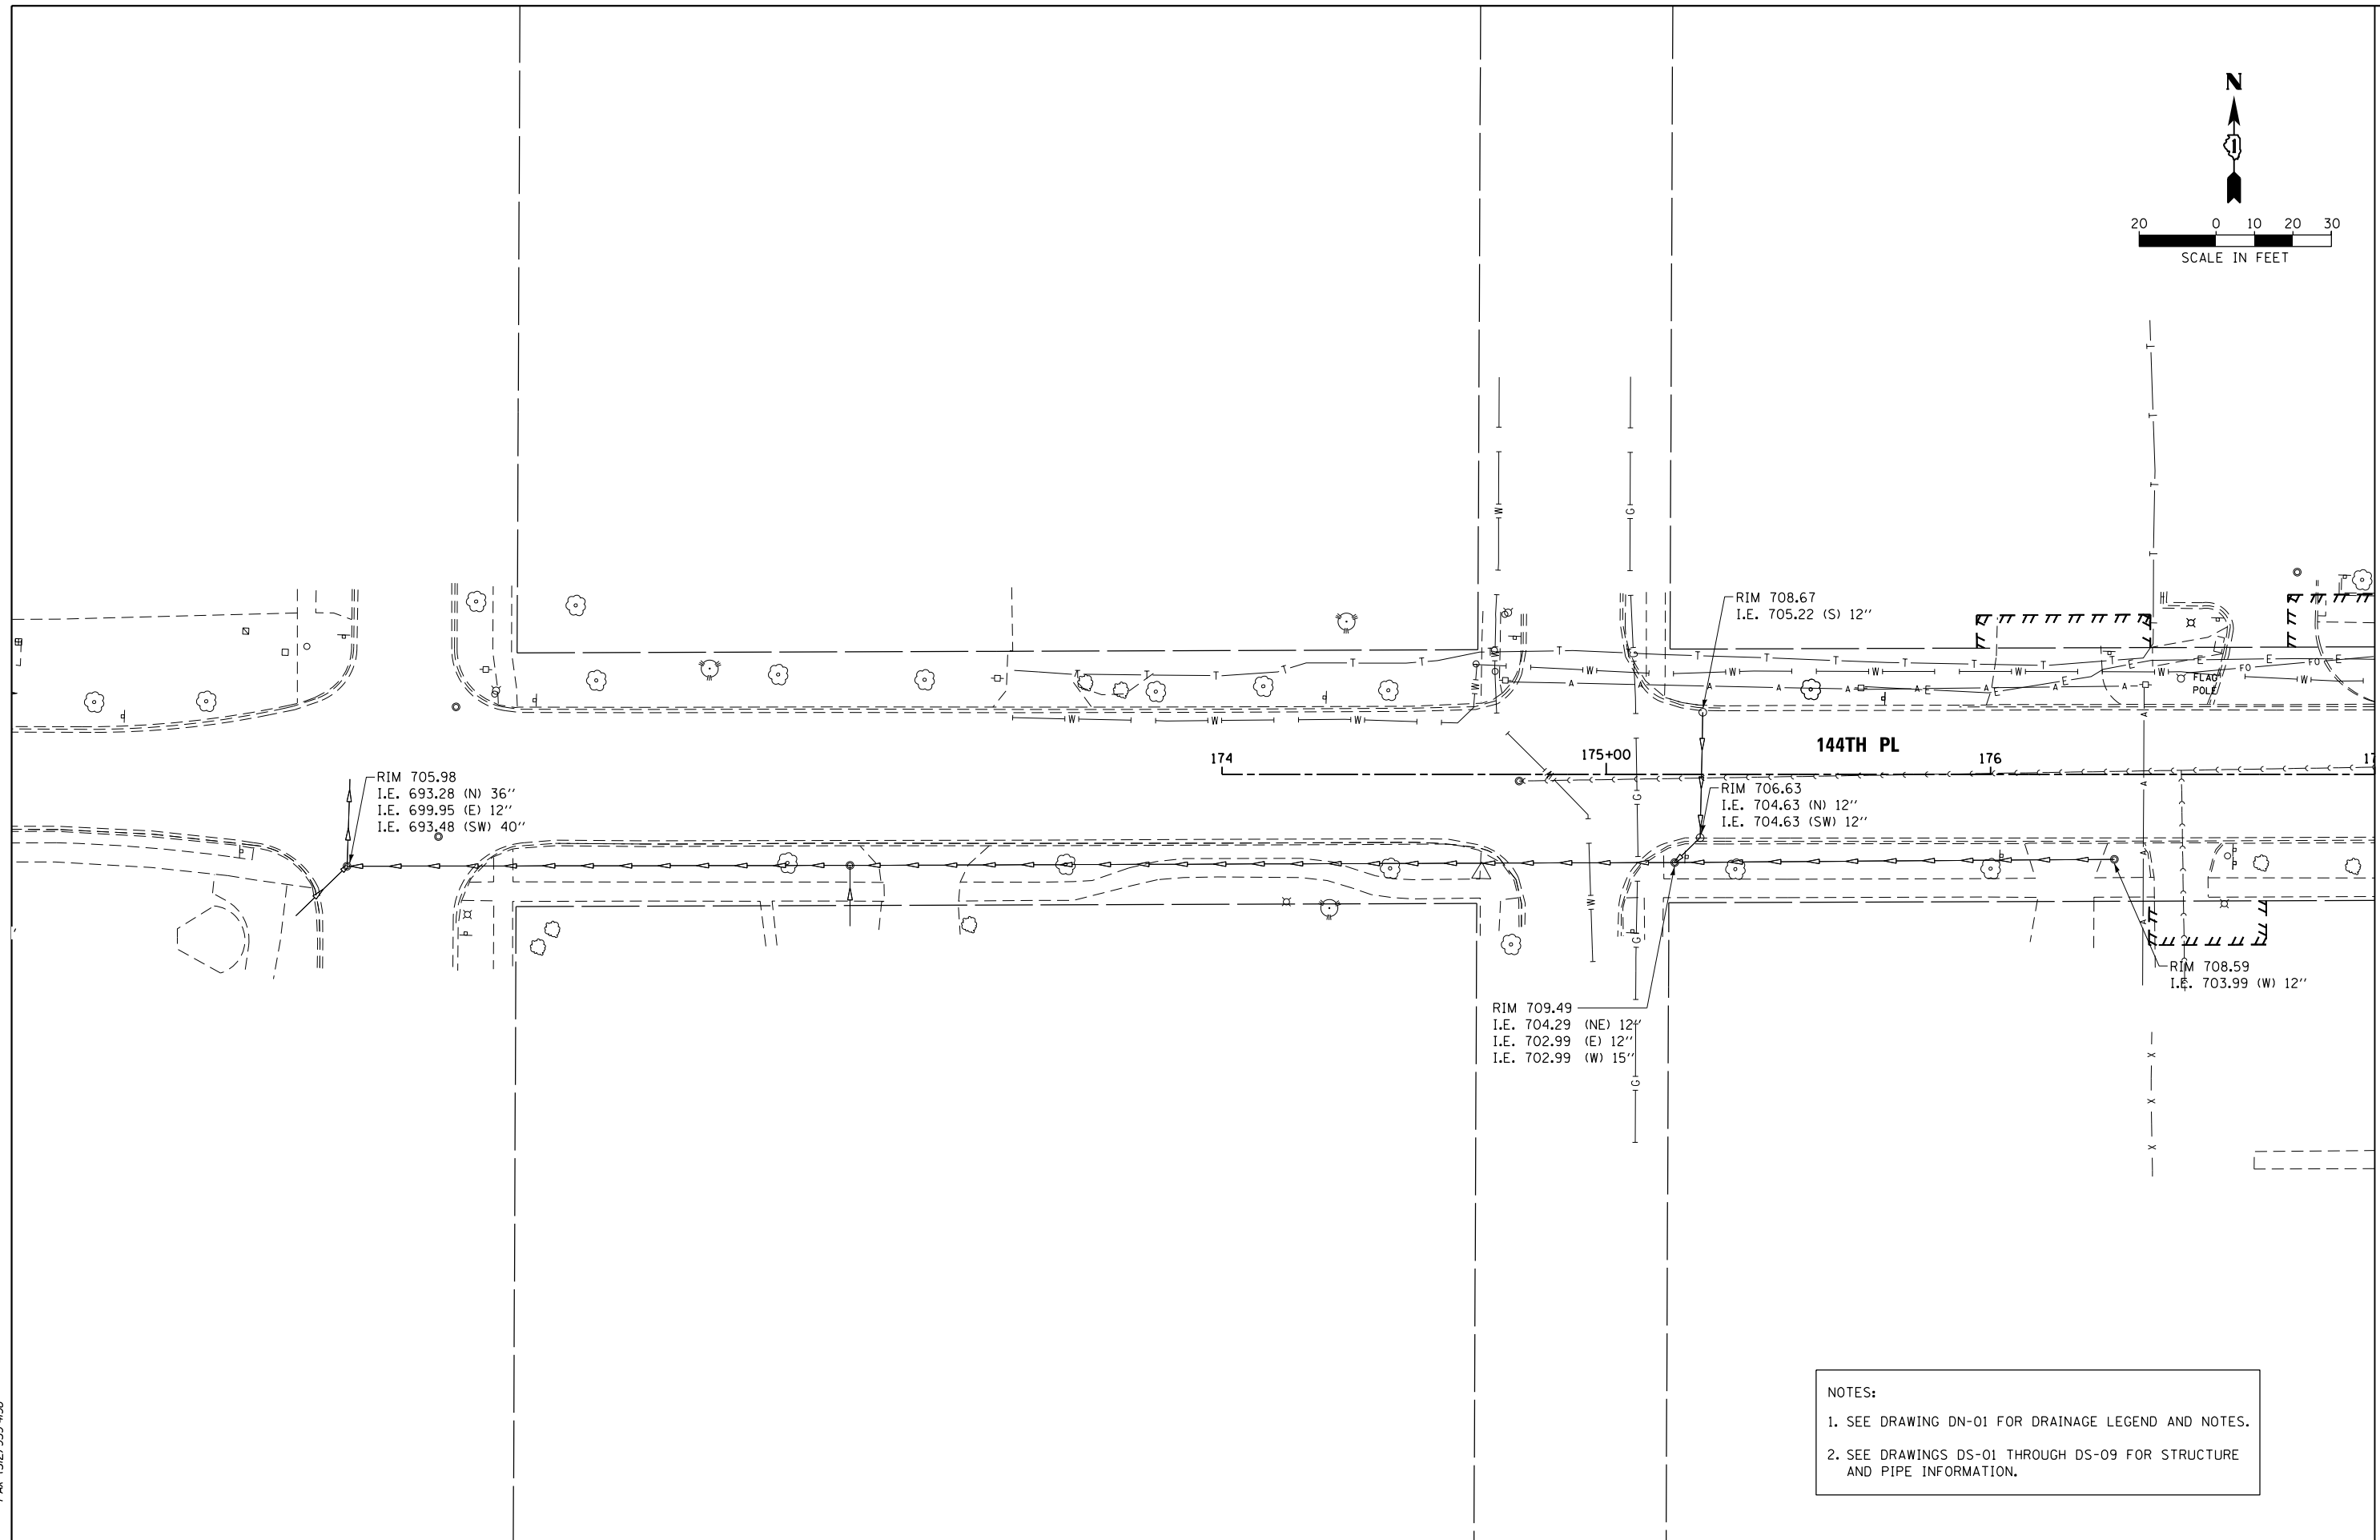 N
1
20 0 10 20 30
SCALE IN FEET
RIM 708.67
I.E. 705.22 (S) 12''
FLAG
POLE
144TH PL
174
175+00
176
RIM 705.98
I.E. 693.28 (N) 36''
I.E. 699.95 (E) 12''
I.E. 693.48 (SW) 40''
RIM 706.63
I.E. 704.63 (N) 12''
I.E. 704.63 (SW) 12''
RIM 708.59
I.E. 703.99 (W) 12''
RIM 709.49
I.E. 704.29 (NE) 12''
I.E. 702.99 (E) 12''
I.E. 702.99 (W) 15''
NOTES:
1. SEE DRAWING DN-01 FOR DRAINAGE LEGEND AND NOTES.
2. SEE DRAWINGS DS-01 THROUGH DS-09 FOR STRUCTURE
AND PIPE INFORMATION.